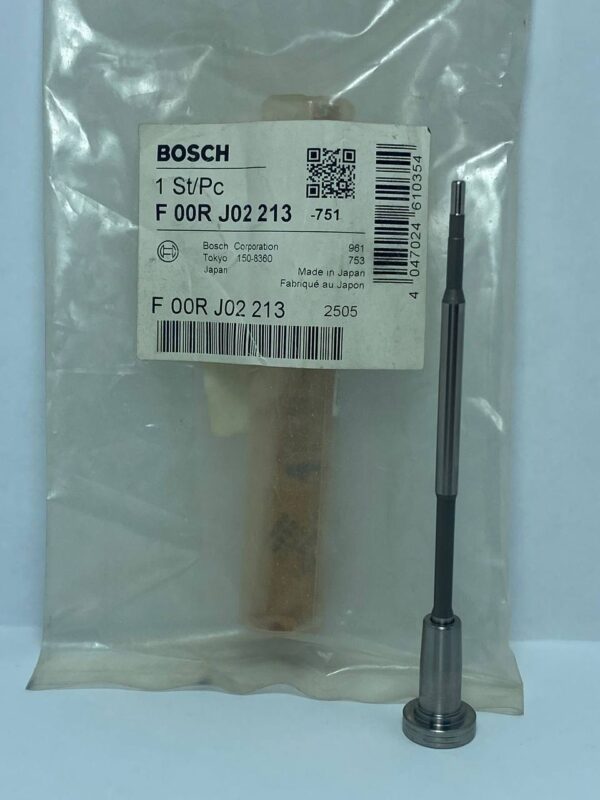 BOSCH
1 St/Pc
F 00R J02 213 -751
Bosch Corporation 961
Tokyo 150-8360 753
Japan Made in Japan
Fabriqué au Japon
F 00R J02 213 2505
4 047024 610354